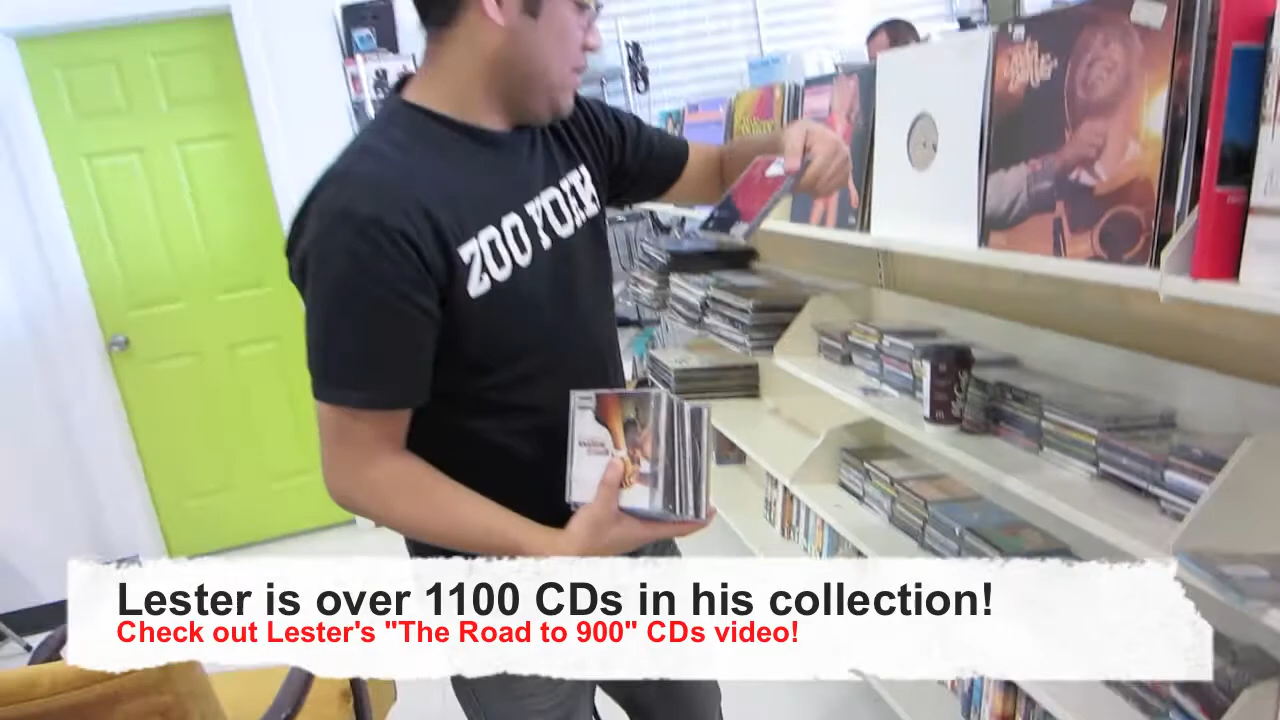 ZOO YORK
Lester is over 1100 CDs in his collection!
Check out Lester's "The Road to 900" CDs video!